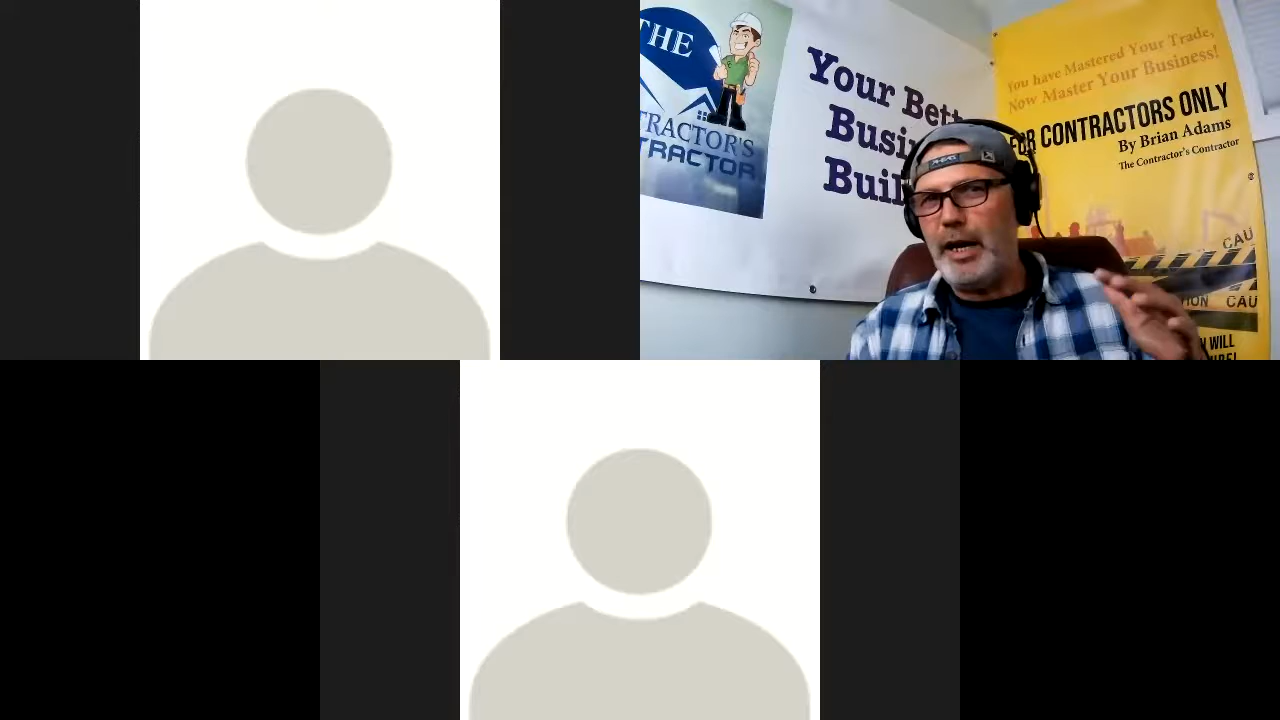 THE
TRACTOR'S
TRACTOR
Your Bett
Busi
Buil
You have Mastered Your Trade,
Now Master Your Business!
FOR CONTRACTORS ONLY
By Brian Adams
The Contractor's Contractor
CAU
TION CAU
WILL